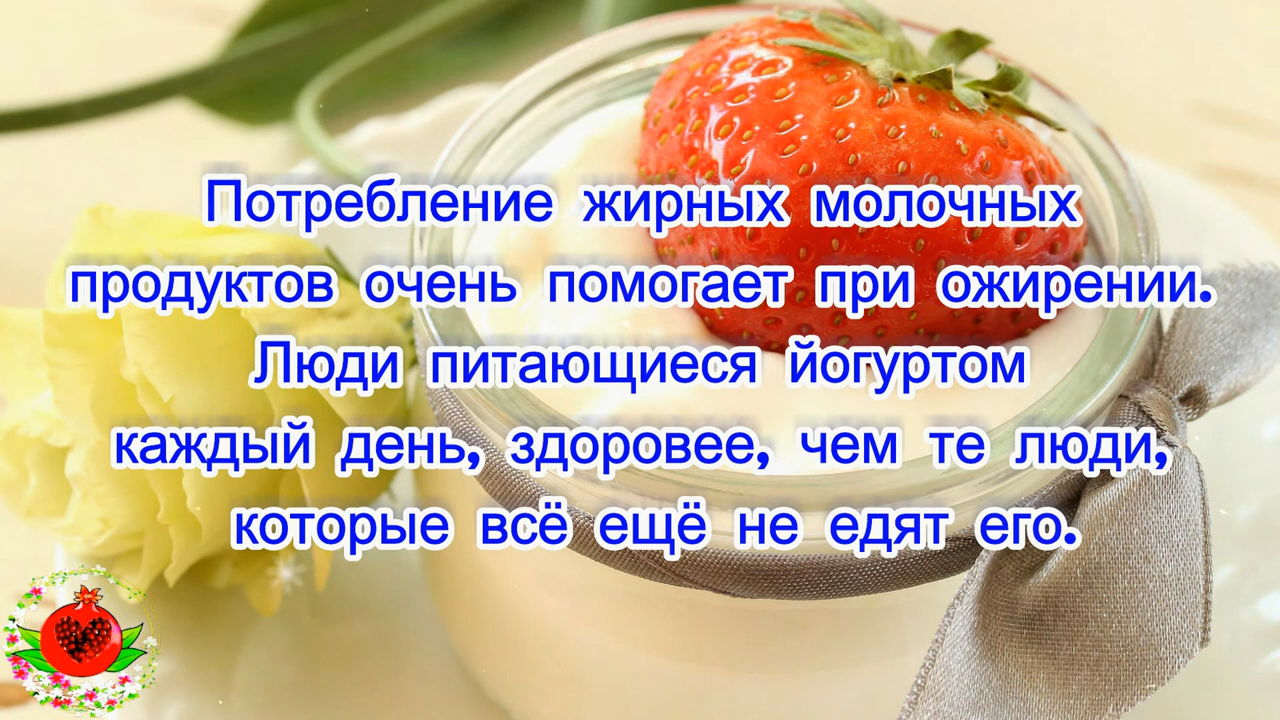 Потребление жирных молочных
продуктов очень помогает при ожирении.
Люди питающиеся йогуртом
каждый день, здоровее, чем те люди,
которые всё ещё не едят его.